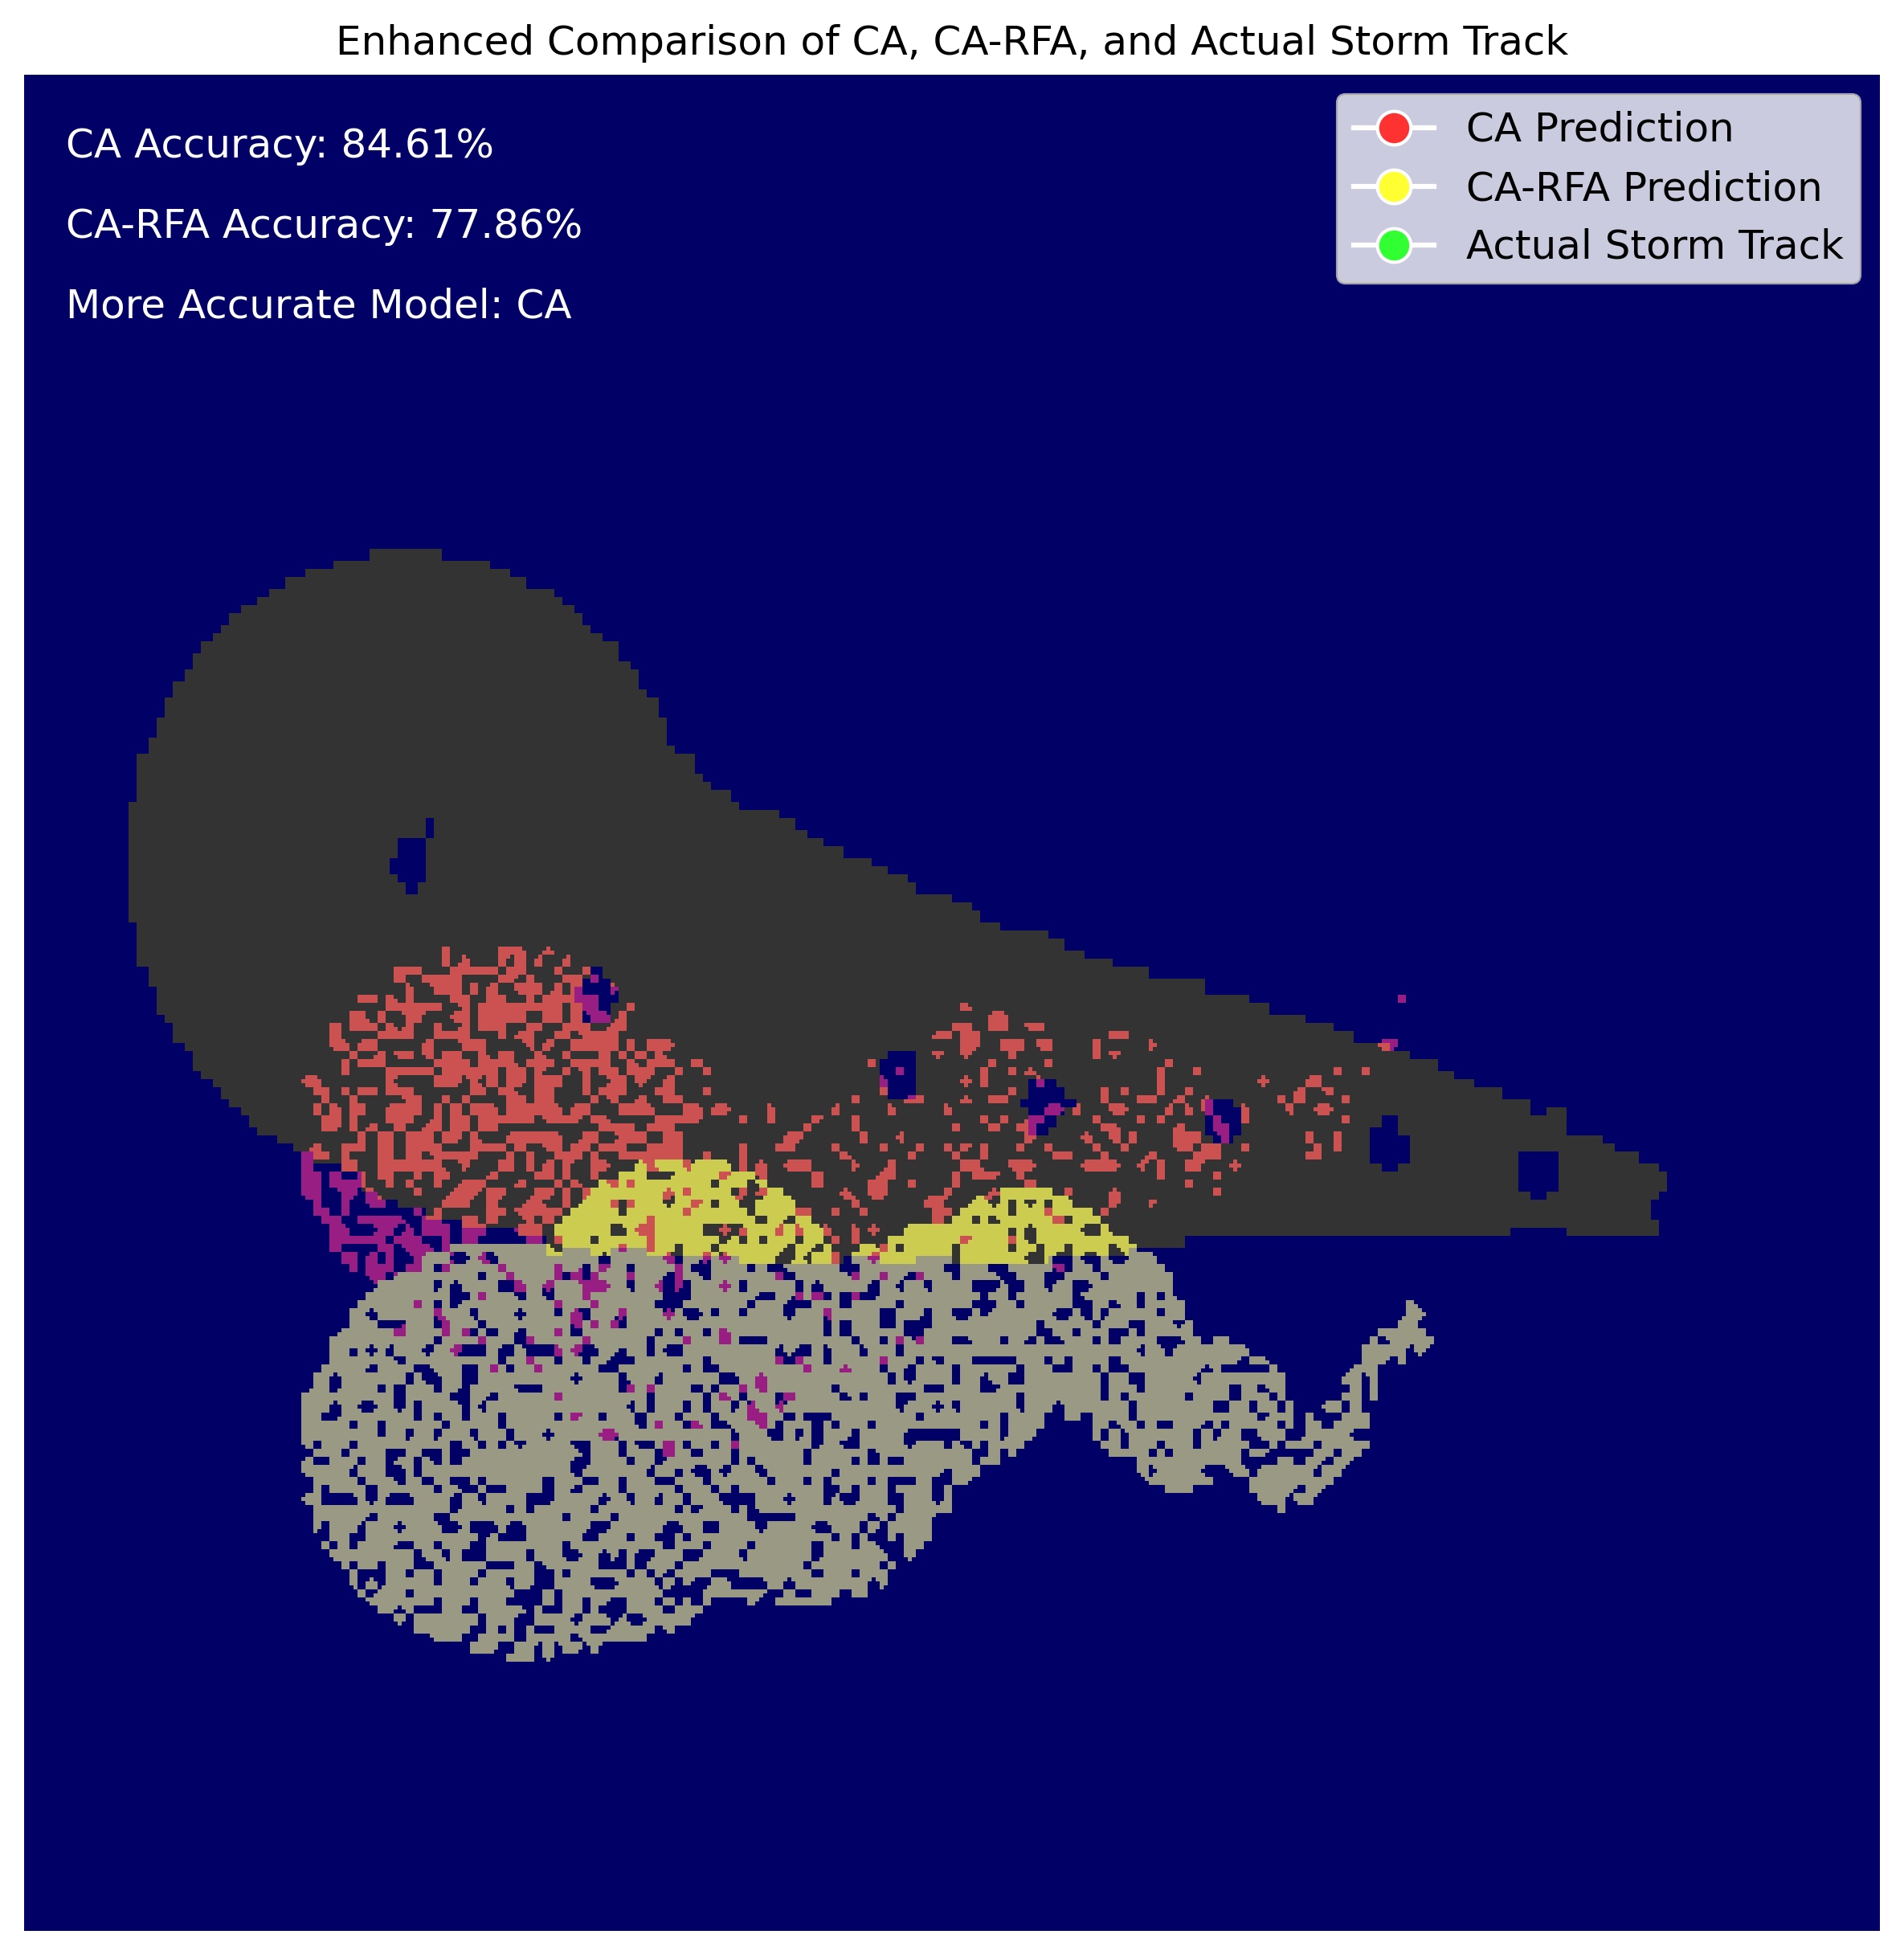 Enhanced Comparison of CA, CA-RFA, and Actual Storm Track
CA Accuracy: 84.61%
CA-RFA Accuracy: 77.86%
More Accurate Model: CA
CA Prediction
CA-RFA Prediction
Actual Storm Track